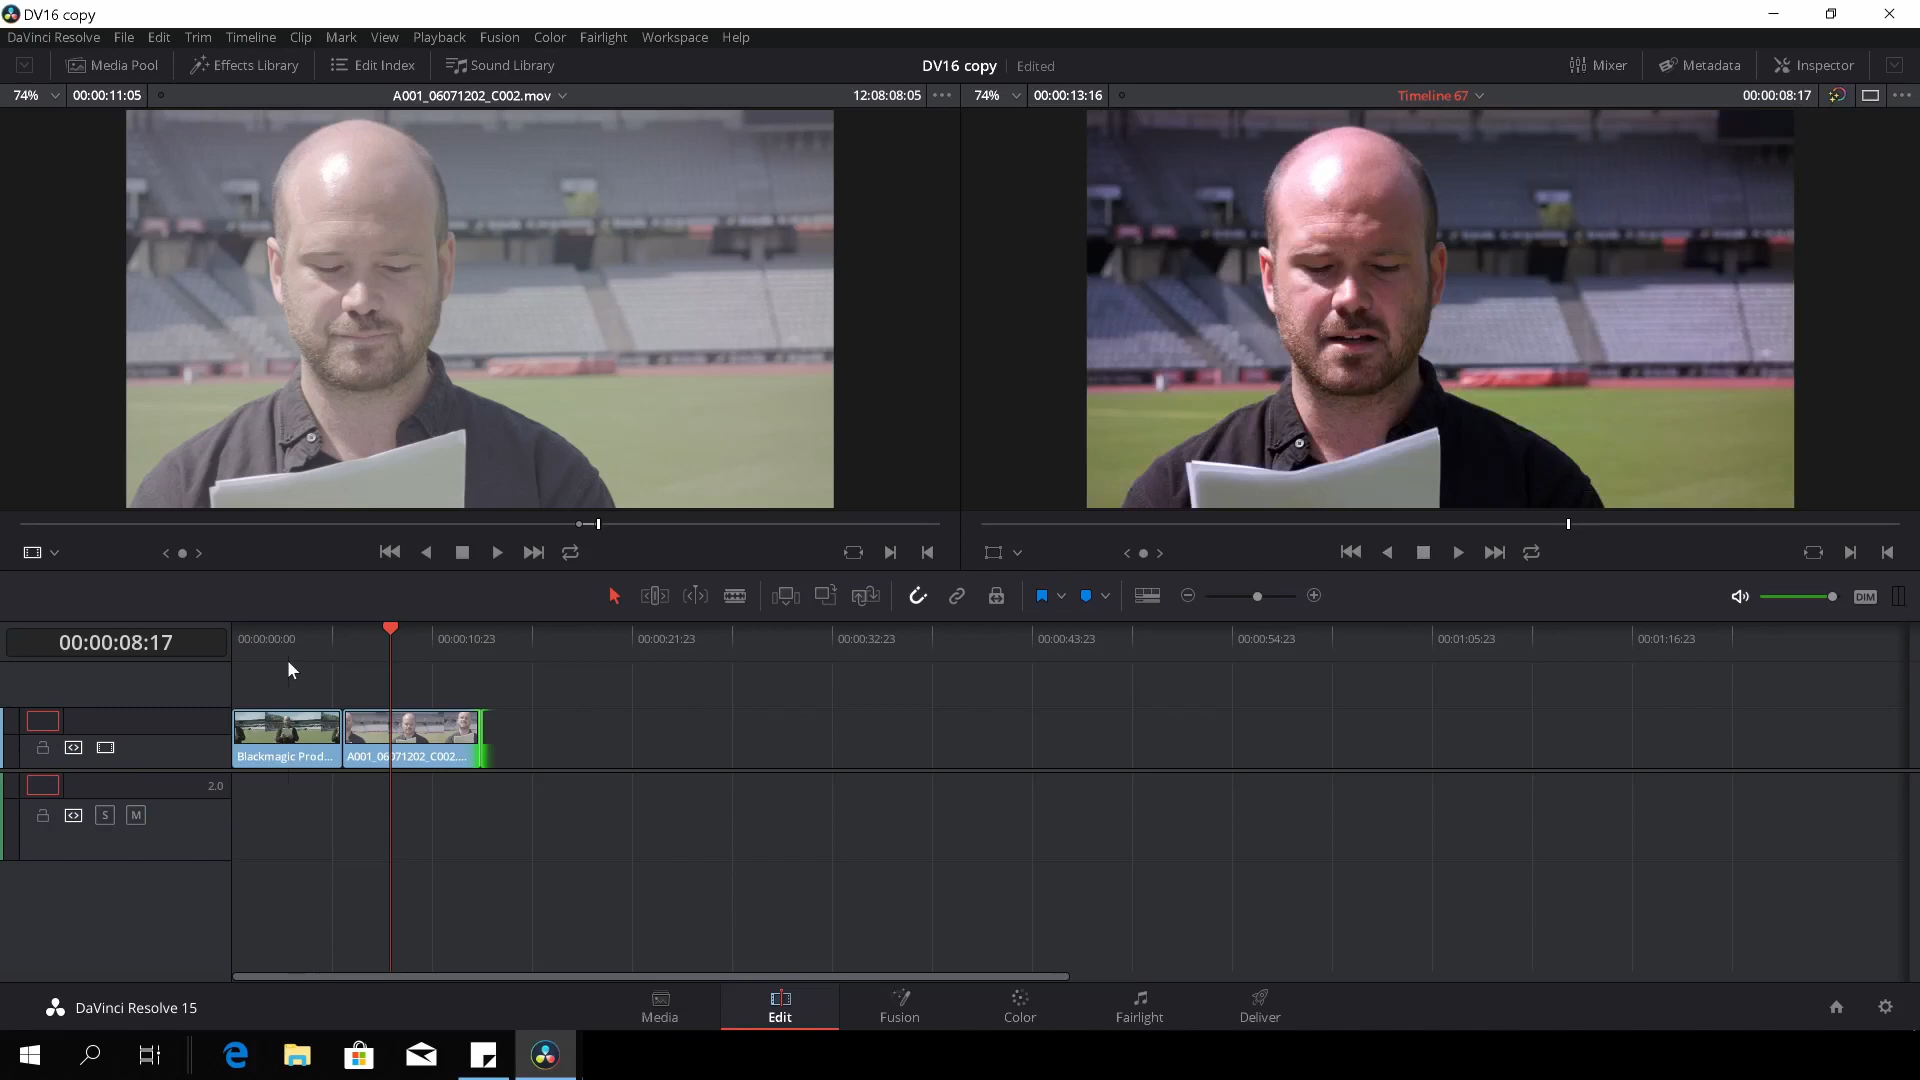 DV16 copy
DaVinci Resolve File Edit Trim Timeline Clip Mark View Playback Fusion Color Fairlight Workspace Help
Media Pool Effects Library Edit Index Sound Library DV16 copy Edited Mixer Metadata Inspector
74% 00:00:11:05 A001_06071202_C002.mov 12:08:08:05 74% 00:00:13:16 Timeline 67 00:00:08:17
DIM
00:00:08:17 00:00:00:00 00:00:10:23 00:00:21:23 00:00:32:23 00:00:43:23 00:00:54:23 00:01:05:23 00:01:16:23
Blackmagic Prod... A001_06071202_C002....
2.0
S M
DaVinci Resolve 15 Media Edit Fusion Color Fairlight Deliver